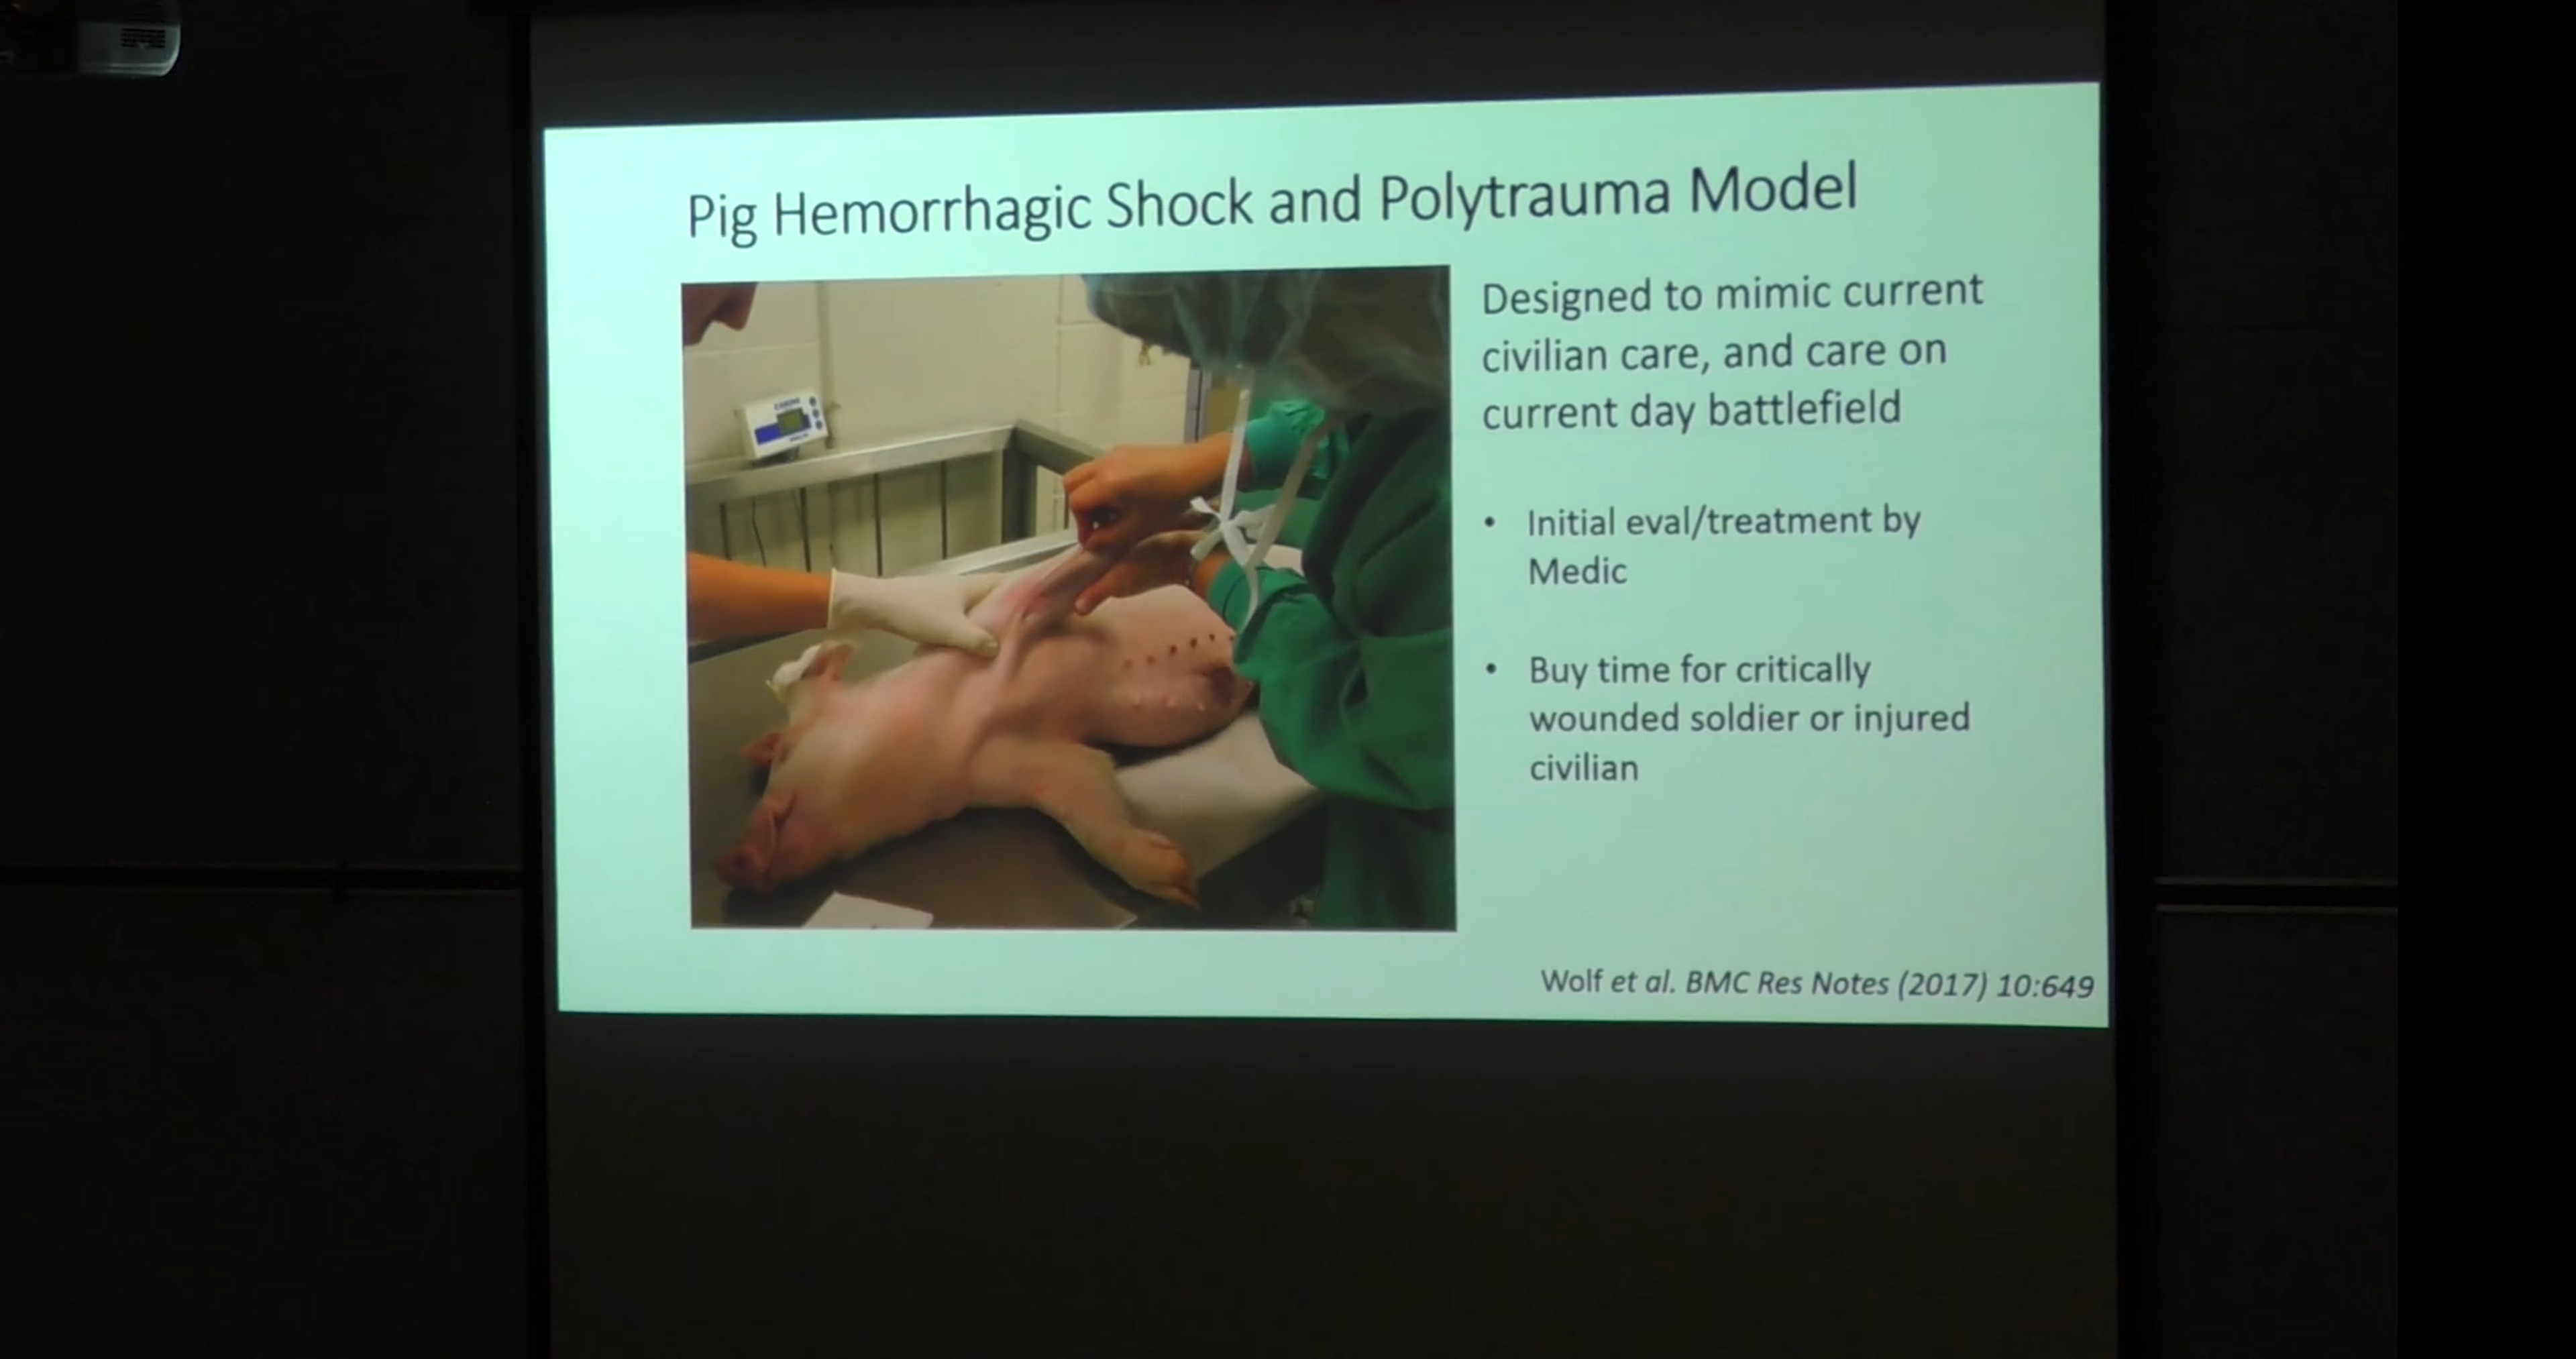 Pig Hemorrhagic Shock and Polytrauma Model
Designed to mimic current
civilian care, and care on
current day battlefield
• Initial eval/treatment by
Medic
• Buy time for critically
wounded soldier or injured
civilian
Wolf et al. BMC Res Notes (2017) 10:649